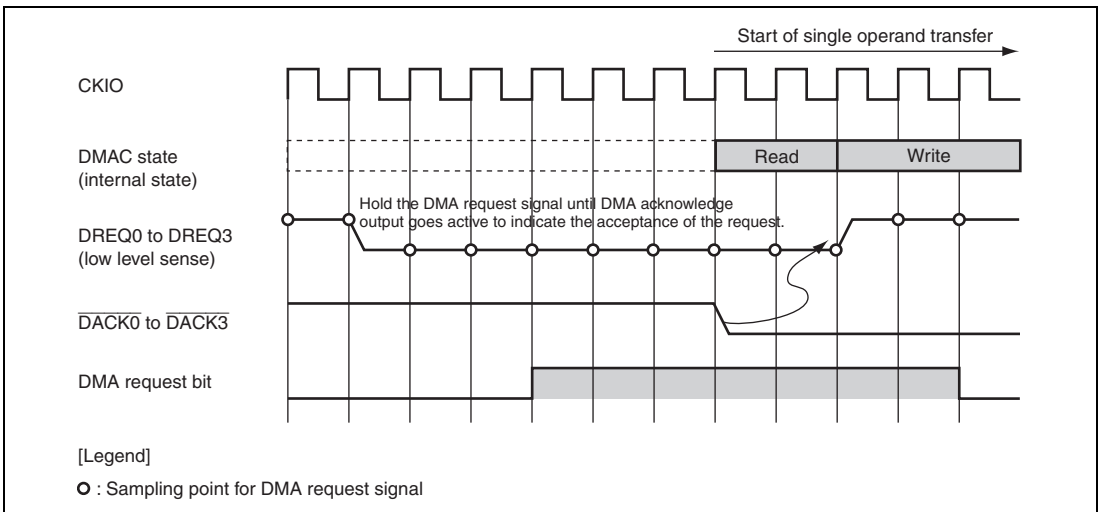 Start of single operand transfer
CKIO
DMAC state
(internal state)
Read
Write
Hold the DMA request signal until DMA acknowledge
output goes active to indicate the acceptance of the request.
DREQ0 to DREQ3
(low level sense)
DACK0 to DACK3
DMA request bit
[Legend]
: Sampling point for DMA request signal